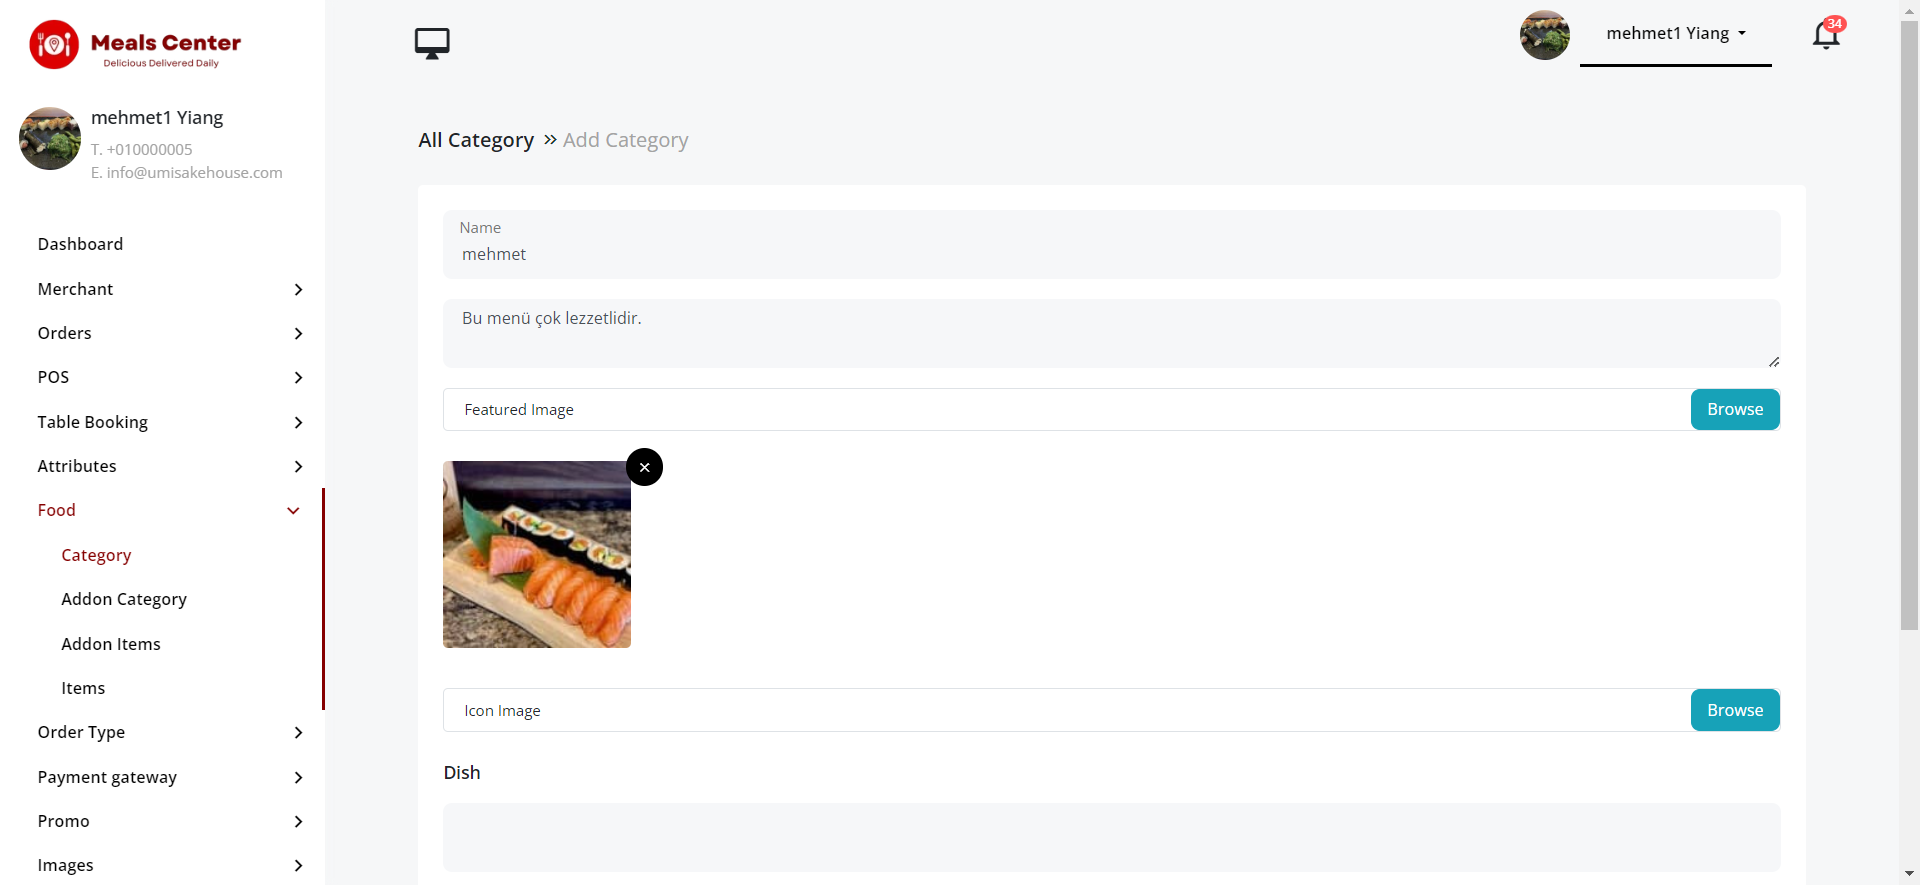 Meals Center
Delicious Delivered Daily
mehmet1 Yiang
T. +010000005
E. info@umisakehouse.com
Dashboard
Merchant
Orders
POS
Table Booking
Attributes
Food
Category
Addon Category
Addon Items
Items
Order Type
Payment gateway
Promo
Images
mehmet1 Yiang
34
All Category » Add Category
Name
mehmet
Bu menü çok lezzetlidir.
Featured Image
Browse
Icon Image
Browse
Dish